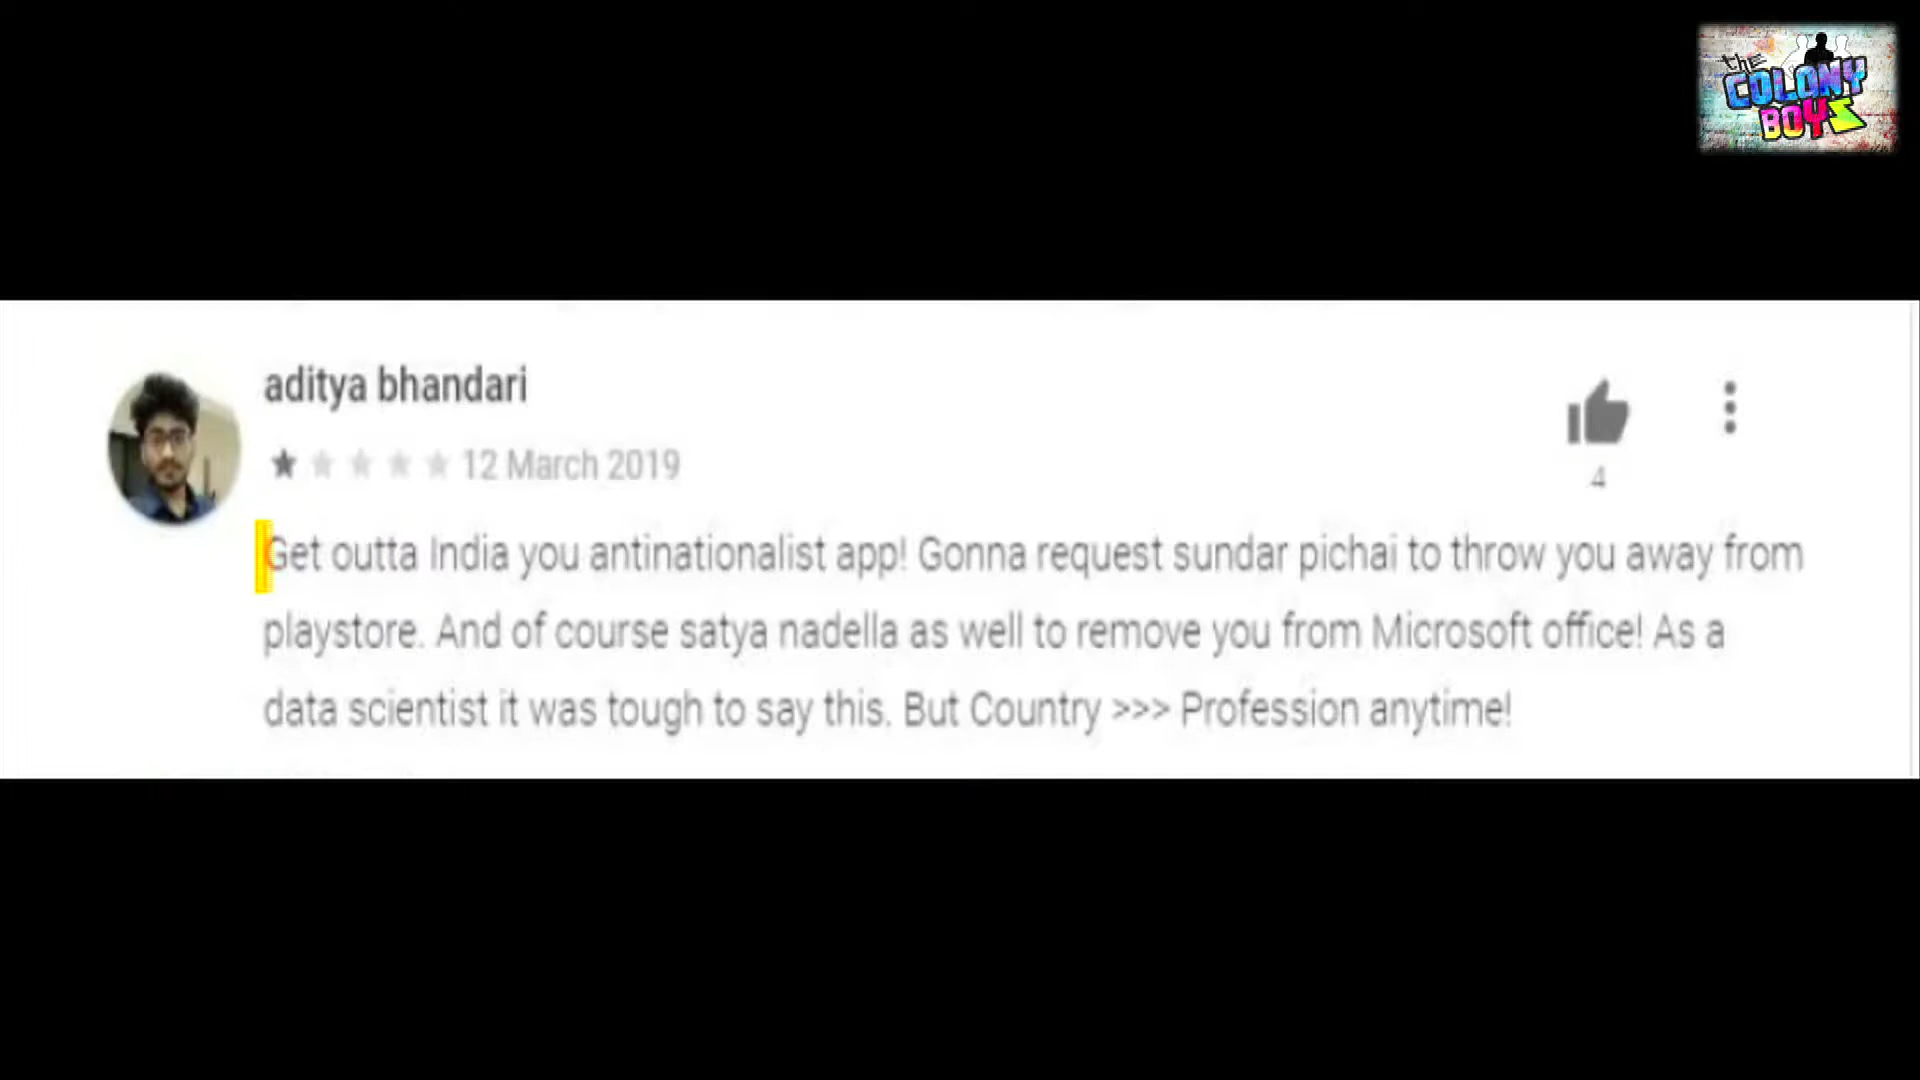 the
COLONY
BOYS
aditya bhandari
12 March 2019
4
Get outta India you antinationalist app! Gonna request sundar pichai to throw you away from
playstore. And of course satya nadella as well to remove you from Microsoft office! As a
data scientist it was tough to say this. But Country >>> Profession anytime!